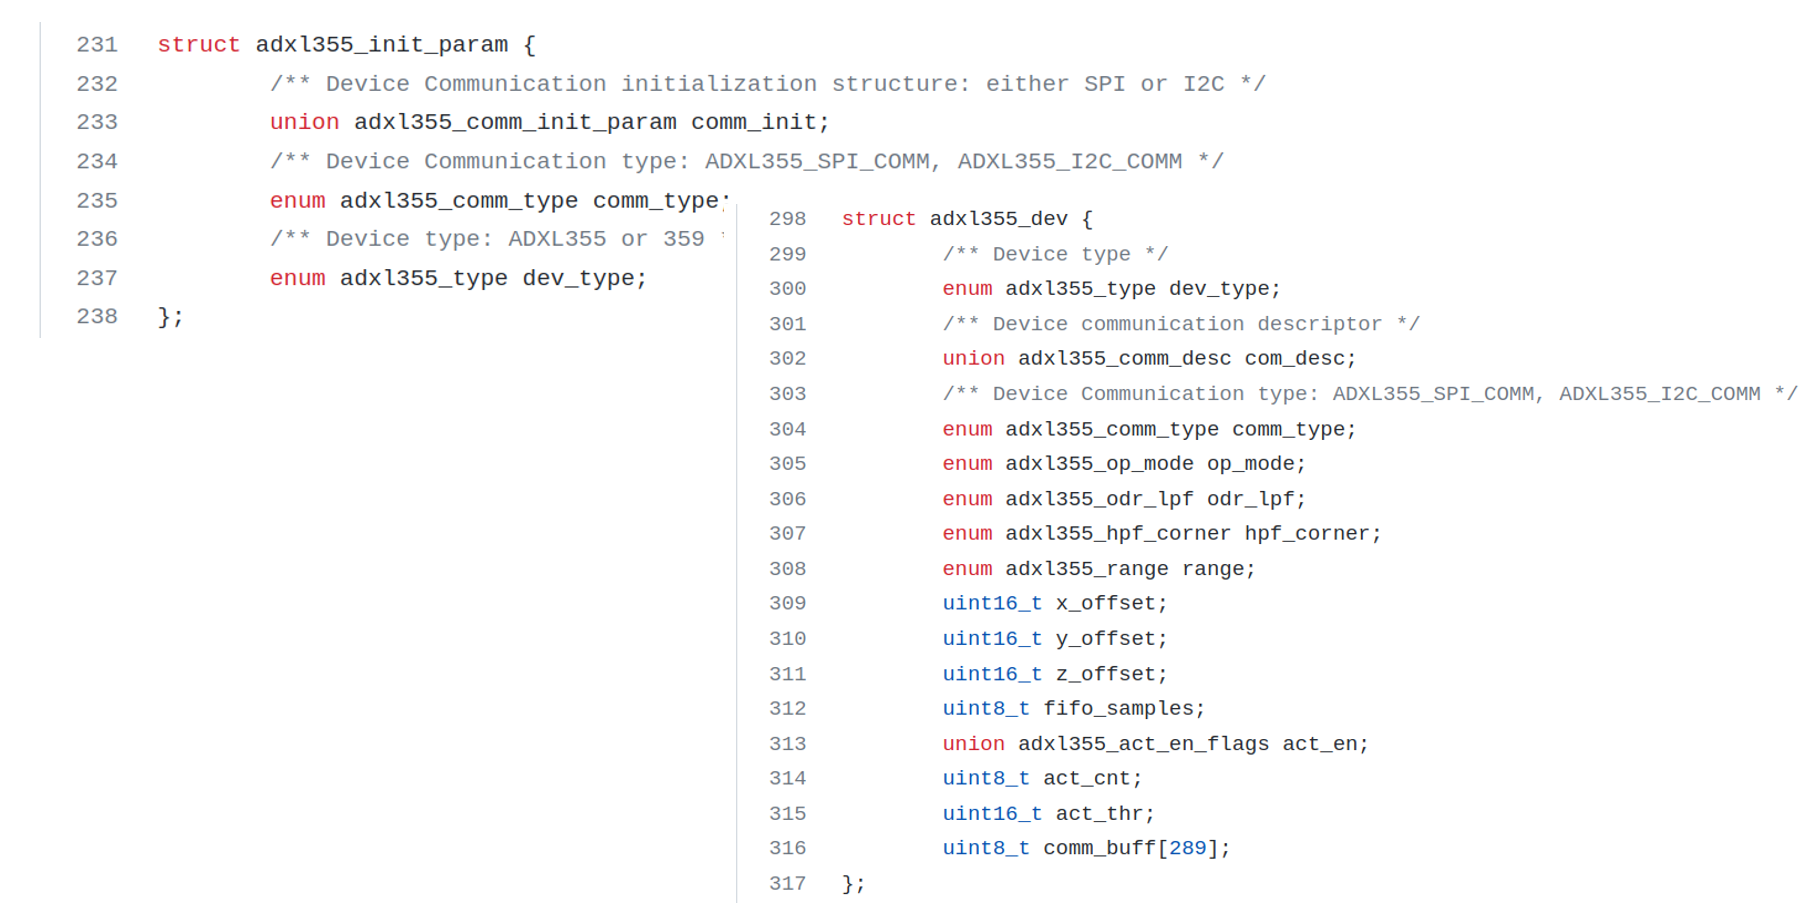 231 struct adxl355_init_param {
232 /** Device Communication initialization structure: either SPI or I2C */
233 union adxl355_comm_init_param comm_init;
234 /** Device Communication type: ADXL355_SPI_COMM, ADXL355_I2C_COMM */
235 enum adxl355_comm_type comm_type;
236 /** Device type: ADXL355 or 359
237 enum adxl355_type dev_type;
238 };
298 struct adxl355_dev {
299 /** Device type */
300 enum adxl355_type dev_type;
301 /** Device communication descriptor */
302 union adxl355_comm_desc com_desc;
303 /** Device Communication type: ADXL355_SPI_COMM, ADXL355_I2C_COMM */
304 enum adxl355_comm_type comm_type;
305 enum adxl355_op_mode op_mode;
306 enum adxl355_odr_lpf odr_lpf;
307 enum adxl355_hpf_corner hpf_corner;
308 enum adxl355_range range;
309 uint16_t x_offset;
310 uint16_t y_offset;
311 uint16_t z_offset;
312 uint8_t fifo_samples;
313 union adxl355_act_en_flags act_en;
314 uint8_t act_cnt;
315 uint16_t act_thr;
316 uint8_t comm_buff[289];
317 };